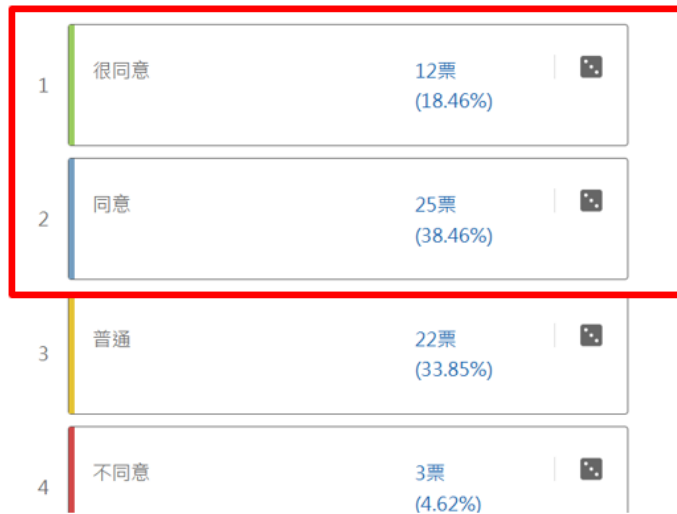 1
很同意
12票
(18.46%)
2
同意
25票
(38.46%)
3
普通
22票
(33.85%)
4
不同意
3票
(4.62%)